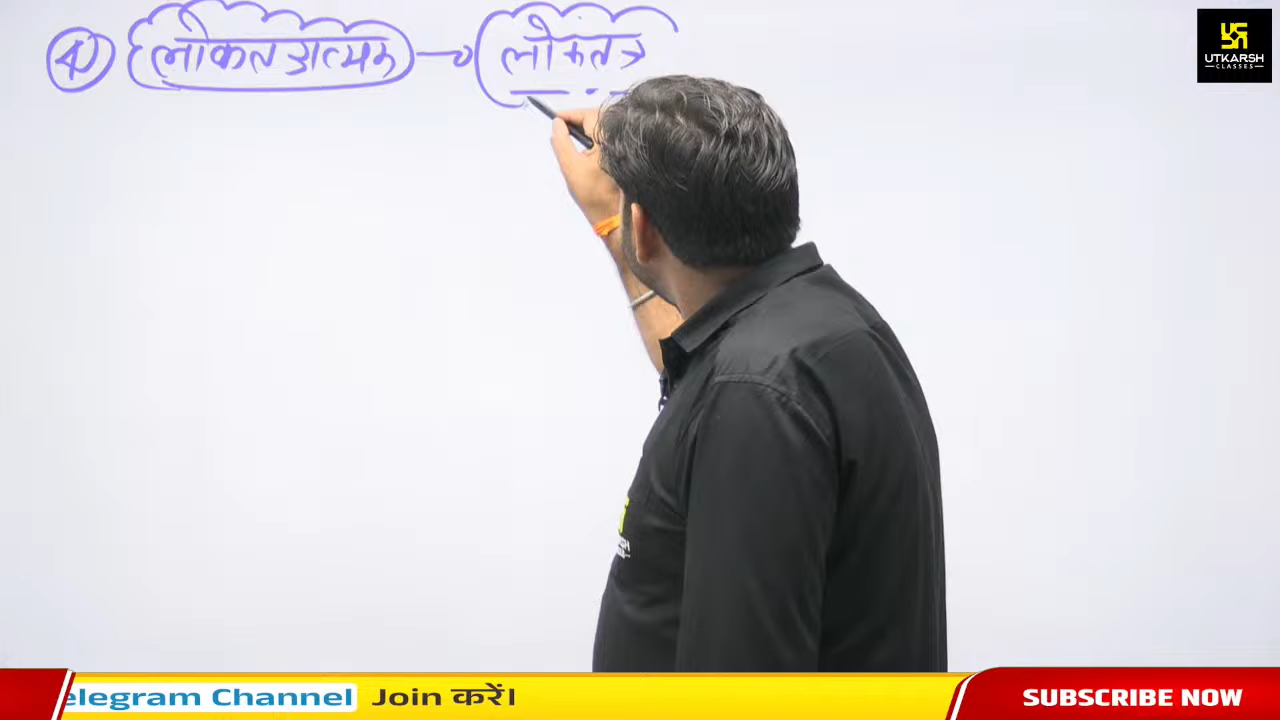 ④ लोकतंत्रात्मक → लोकतंत्र
UTKARSH
CLASSES
elegram Channel Join करें।
SUBSCRIBE NOW